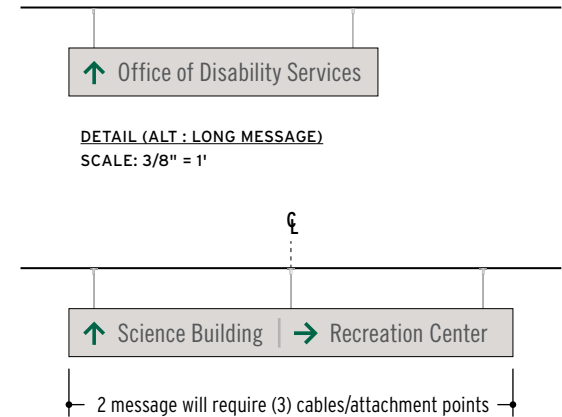 ↑ Office of Disability Services
DETAIL (ALT : LONG MESSAGE)
SCALE: 3/8" = 1'
℄
↑ Science Building | → Recreation Center
2 message will require (3) cables/attachment points